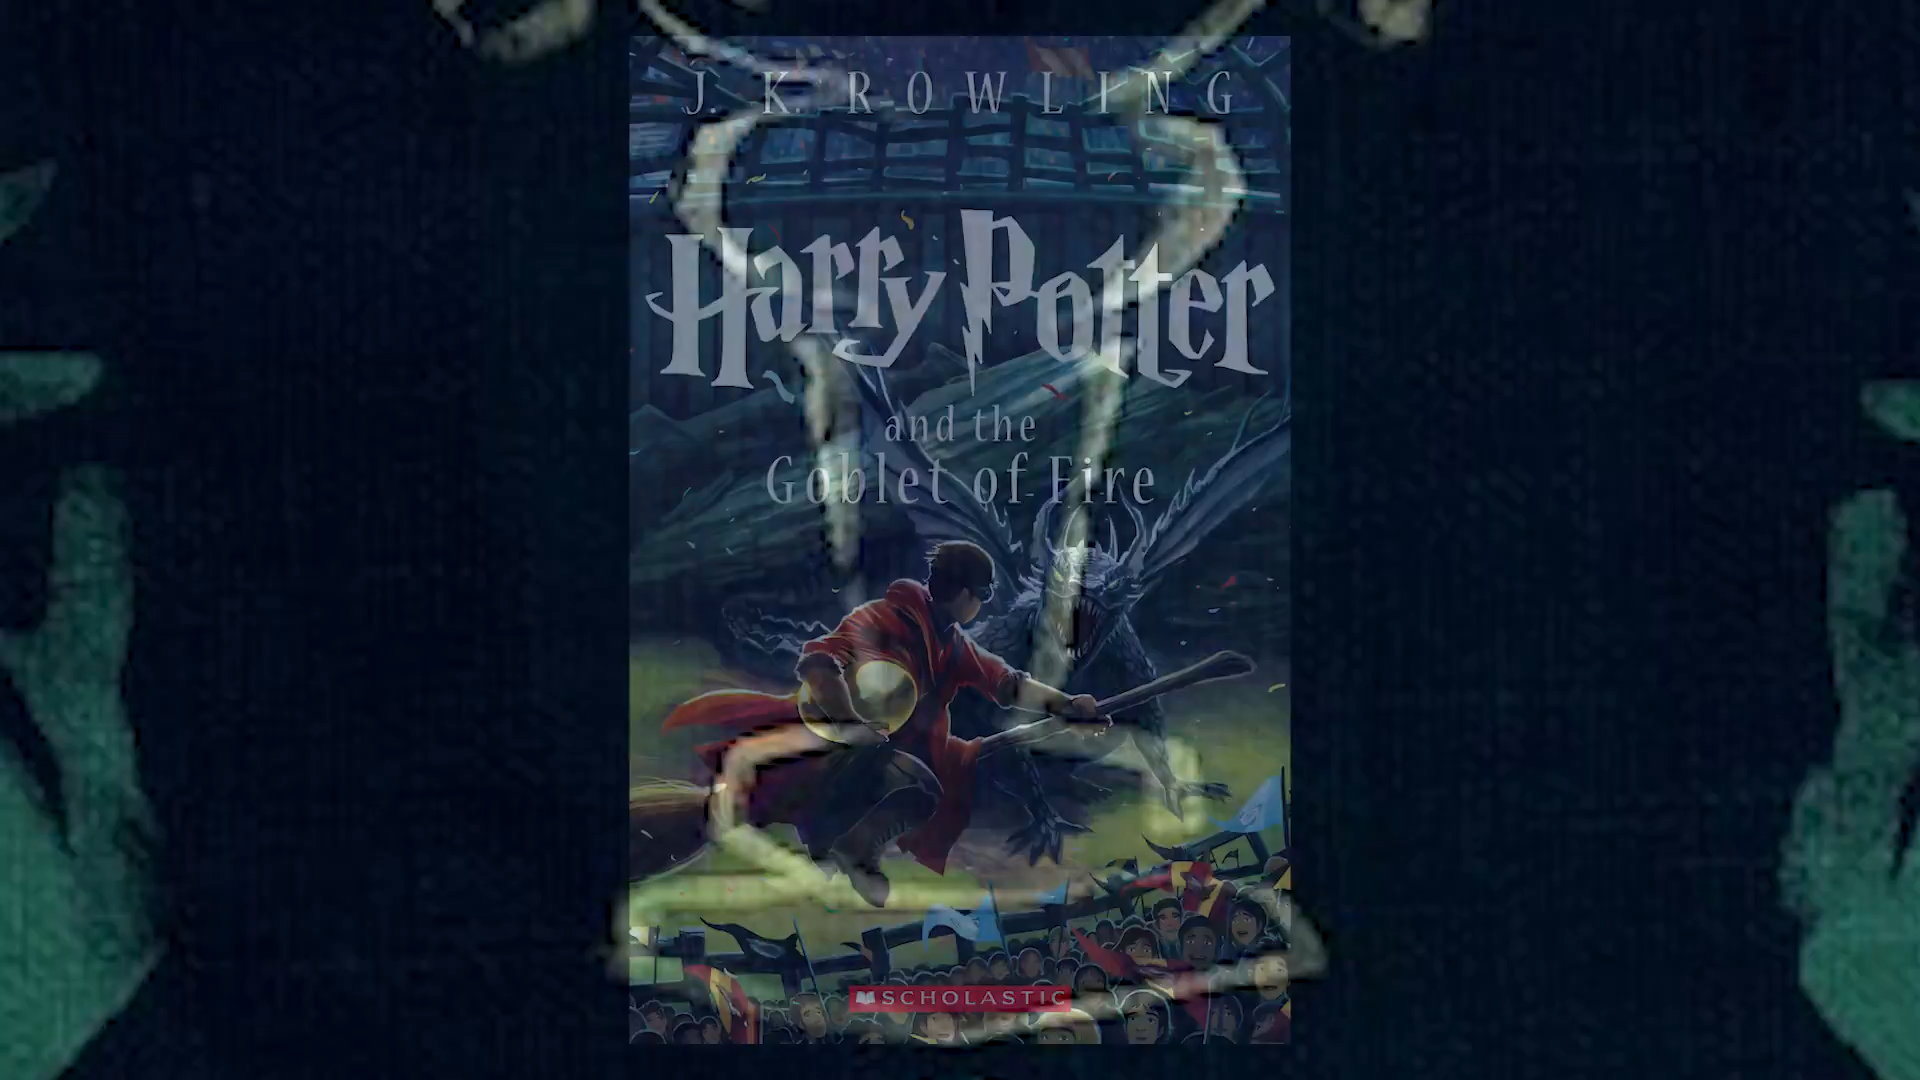 J. K. ROWLING
Harry Potter
and the
Goblet of Fire
SCHOLASTIC